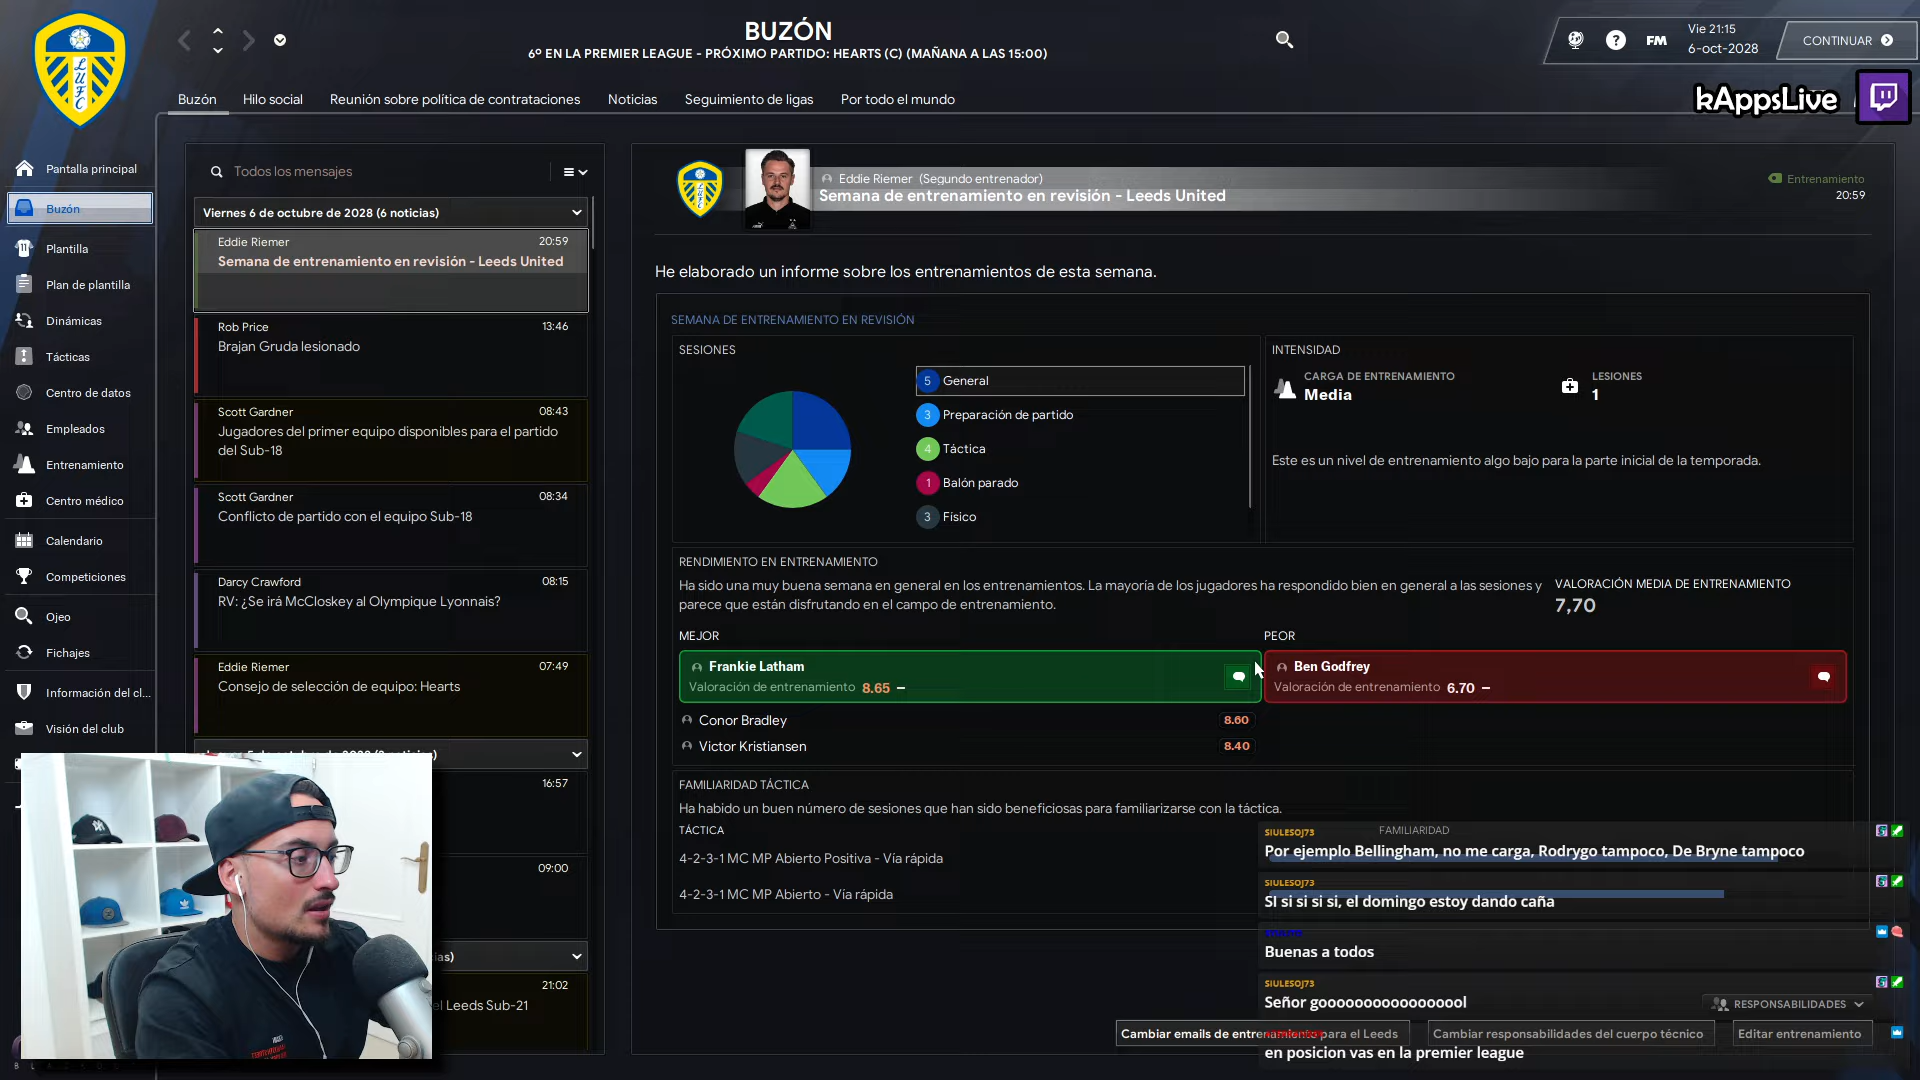 BUZÓN
6º EN LA PREMIER LEAGUE - PRÓXIMO PARTIDO: HEARTS (C) (MAÑANA A LAS 15:00)
FM
Vie 21:15
6-oct-2028
CONTINUAR
kAppsLive
LUFC
Buzón
Hilo social
Reunión sobre política de contrataciones
Noticias
Seguimiento de ligas
Por todo el mundo
Pantalla principal
Buzón
Plantilla
Plan de plantilla
Dinámicas
Tácticas
Centro de datos
Empleados
Entrenamiento
Centro médico
Calendario
Competiciones
Ojeo
Fichajes
Información del cl...
Visión del club
Todos los mensajes
Viernes 6 de octubre de 2028 (6 noticias)
Eddie Riemer 20:59
Semana de entrenamiento en revisión - Leeds United
Rob Price 13:46
Brajan Gruda lesionado
Scott Gardner 08:43
Jugadores del primer equipo disponibles para el partido
del Sub-18
Scott Gardner 08:34
Conflicto de partido con el equipo Sub-18
Darcy Crawford 08:15
RV: ¿Se irá McCloskey al Olympique Lyonnais?
Eddie Riemer 07:49
Consejo de selección de equipo: Hearts
16:57
09:00
ias)
21:02
el Leeds Sub-21
Eddie Riemer (Segundo entrenador)
Semana de entrenamiento en revisión - Leeds United
Entrenamiento
20:59
He elaborado un informe sobre los entrenamientos de esta semana.
SEMANA DE ENTRENAMIENTO EN REVISIÓN
SESIONES
5 General
3 Preparación de partido
4 Táctica
1 Balón parado
3 Físico
INTENSIDAD
CARGA DE ENTRENAMIENTO
Media
LESIONES
1
Este es un nivel de entrenamiento algo bajo para la parte inicial de la temporada.
RENDIMIENTO EN ENTRENAMIENTO
Ha sido una muy buena semana en general en los entrenamientos. La mayoría de los jugadores ha respondido bien en general a las sesiones y
parece que están disfrutando en el campo de entrenamiento.
VALORACIÓN MEDIA DE ENTRENAMIENTO
7,70
MEJOR
Frankie Latham
Valoración de entrenamiento 8.65 –
Conor Bradley 8.60
Victor Kristiansen 8.40
PEOR
Ben Godfrey
Valoración de entrenamiento 6.70 –
FAMILIARIDAD TÁCTICA
Ha habido un buen número de sesiones que han sido beneficiosas para familiarizarse con la táctica.
TÁCTICA
FAMILIARIDAD
4-2-3-1 MC MP Abierto Positiva - Vía rápida
4-2-3-1 MC MP Abierto - Vía rápida
SIULESOJ73
Por ejemplo Bellingham, no me carga, Rodrygo tampoco, De Bryne tampoco
SIULESOJ73
SI si si si si, el domingo estoy dando caña
Buenas a todos
SIULESOJ73
Señor goooooooooooooool
RESPONSABILIDADES
Cambiar emails de entrenamiento para el Leeds
Cambiar responsabilidades del cuerpo técnico
Editar entrenamiento
en posicion vas en la premier league